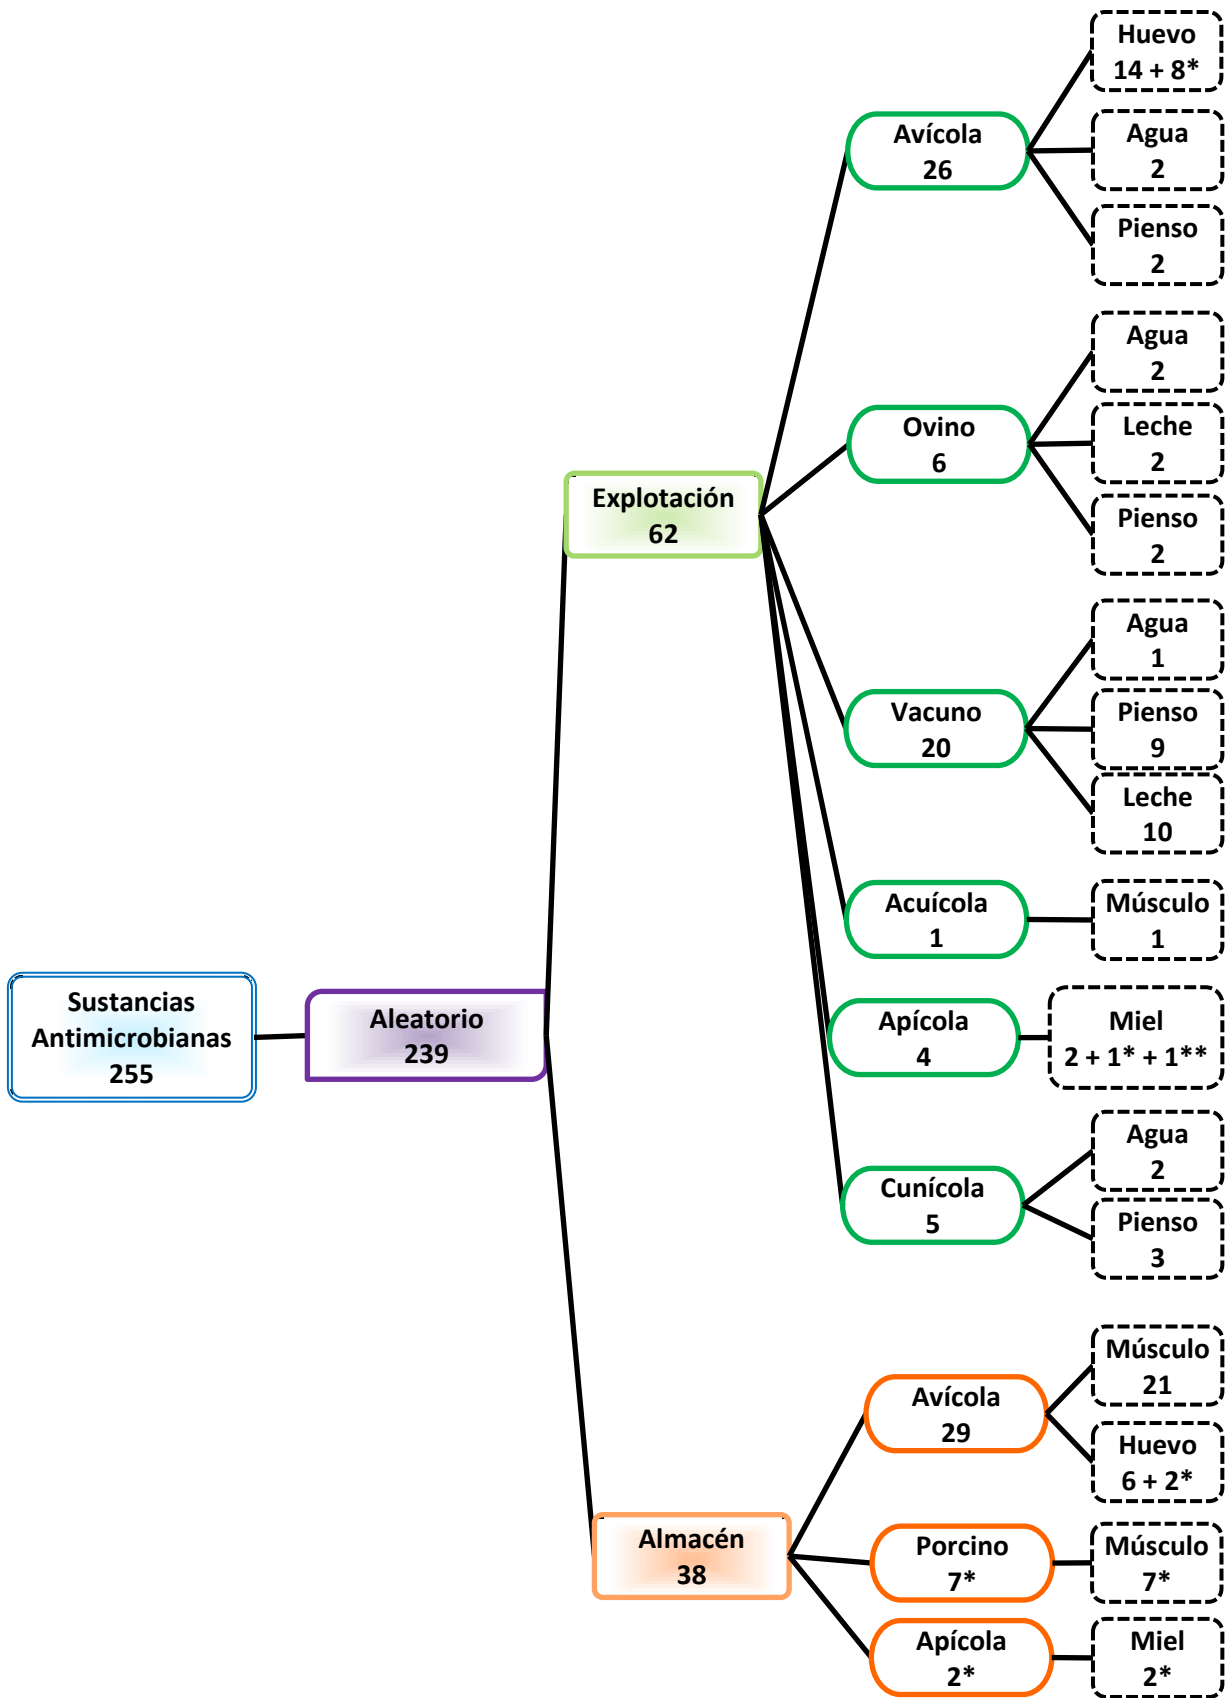 Sustancias
Antimicrobianas
255
Aleatorio
239
Explotación
62
Avícola
26
Huevo
14 + 8*
Agua
2
Pienso
2
Ovino
6
Agua
2
Leche
2
Pienso
2
Vacuno
20
Agua
1
Pienso
9
Leche
10
Acuícola
1
Músculo
1
Apícola
4
Miel
2 + 1* + 1**
Cunícola
5
Agua
2
Pienso
3
Almacén
38
Avícola
29
Músculo
21
Huevo
6 + 2*
Porcino
7*
Músculo
7*
Apícola
2*
Miel
2*